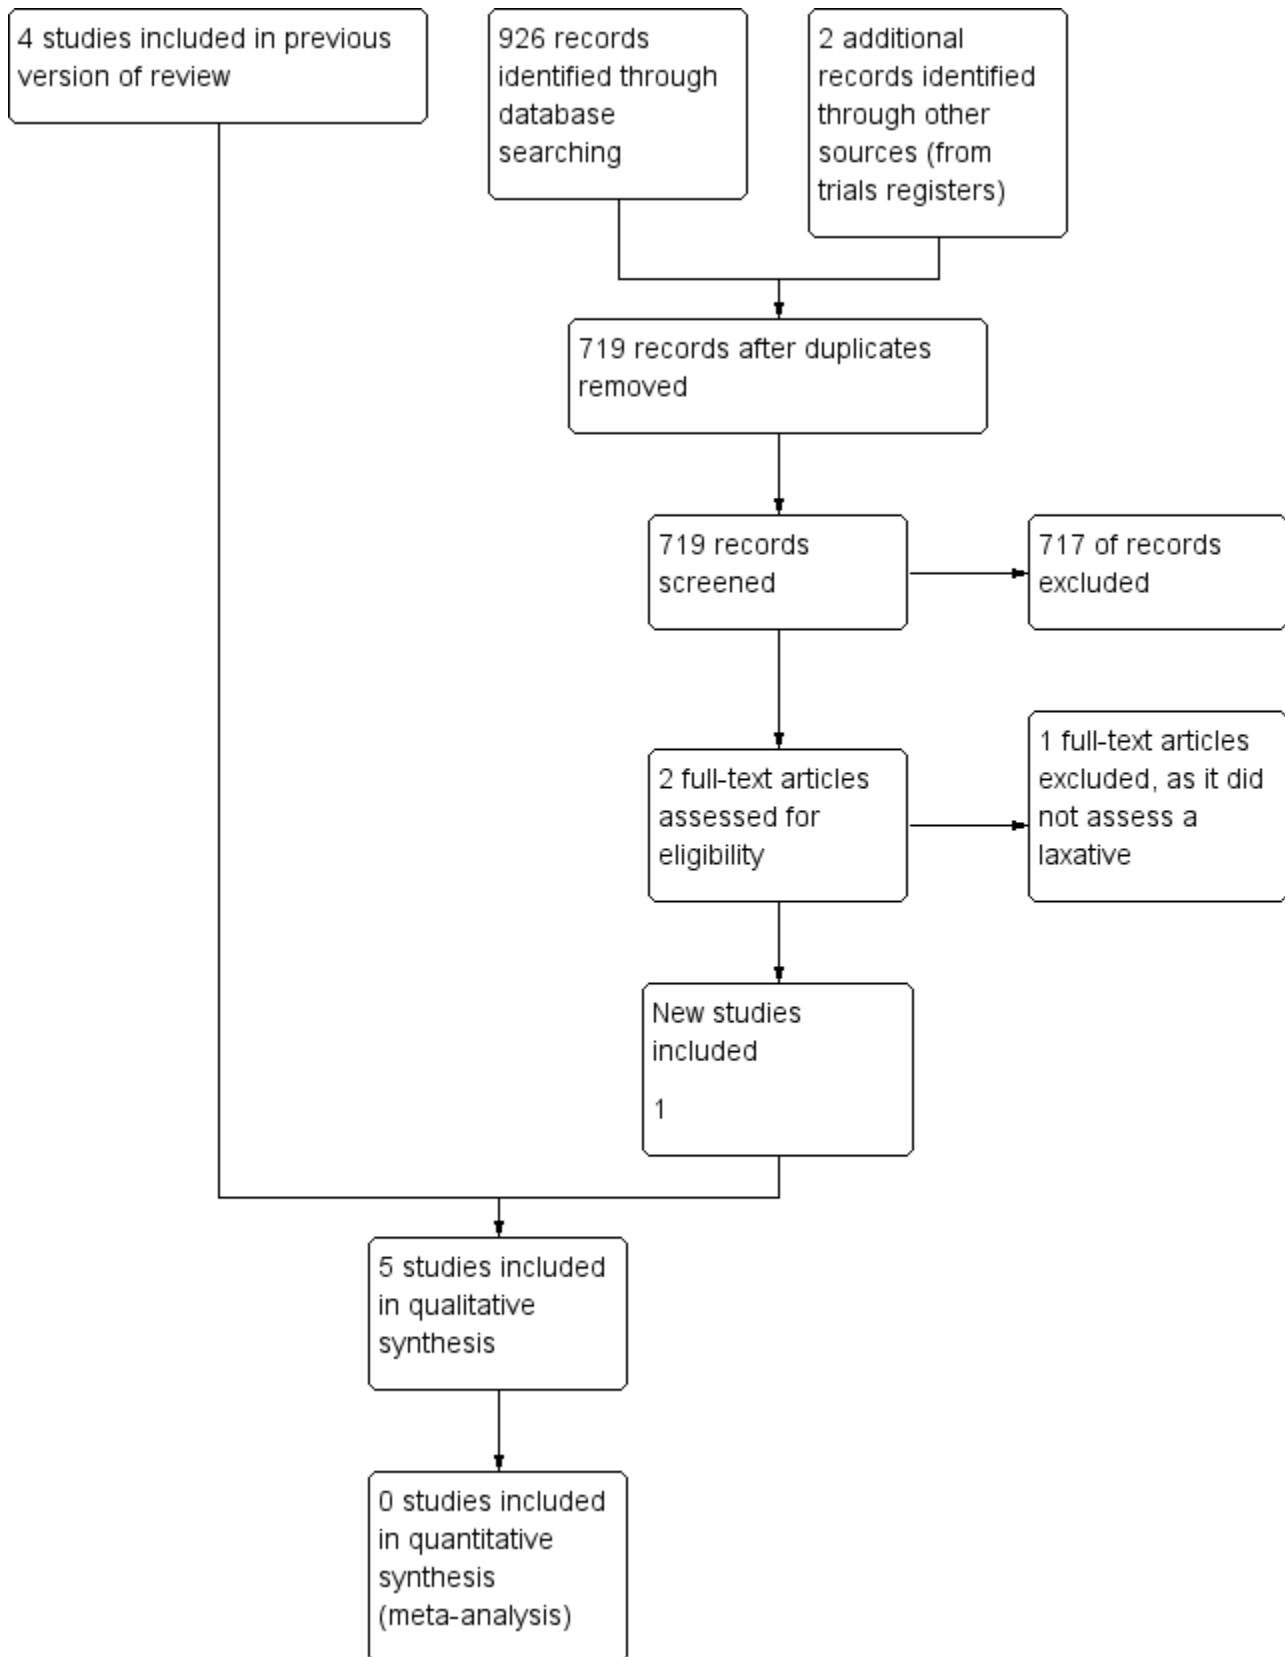 4 studies included in previous
version of review
926 records
identified through
database
searching
2 additional
records identified
through other
sources (from
trials registers)
719 records after duplicates
removed
719 records
screened
717 of records
excluded
2 full-text articles
assessed for
eligibility
1 full-text articles
excluded, as it did
not assess a
laxative
New studies
included
1
5 studies included
in qualitative
synthesis
0 studies included
in quantitative
synthesis
(meta-analysis)